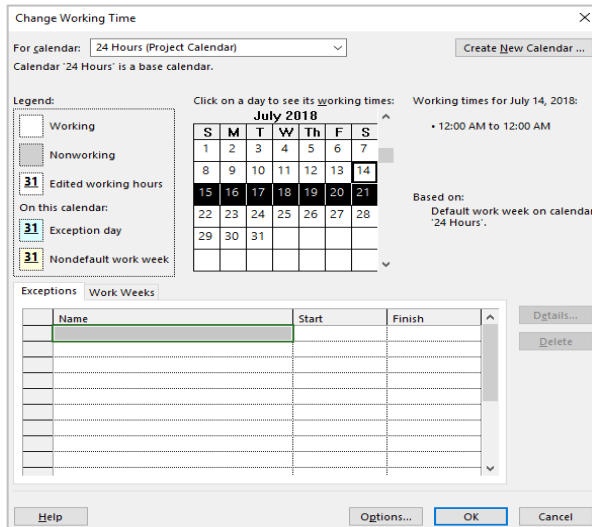 Change Working Time
For calendar: 24 Hours (Project Calendar)
Create New Calendar ...
Calendar '24 Hours' is a base calendar.
Legend:
Working
Nonworking
31 Edited working hours
On this calendar:
31 Exception day
31 Nondefault work week
Click on a day to see its working times:
July 2018
S M T W Th F S
1 2 3 4 5 6 7
8 9 10 11 12 13 14
15 16 17 18 19 20 21
22 23 24 25 26 27 28
29 30 31
Working times for July 14, 2018:
• 12:00 AM to 12:00 AM
Based on:
Default work week on calendar
'24 Hours'.
Exceptions Work Weeks
Name Start Finish
Details...
Delete
Help
Options...
OK
Cancel